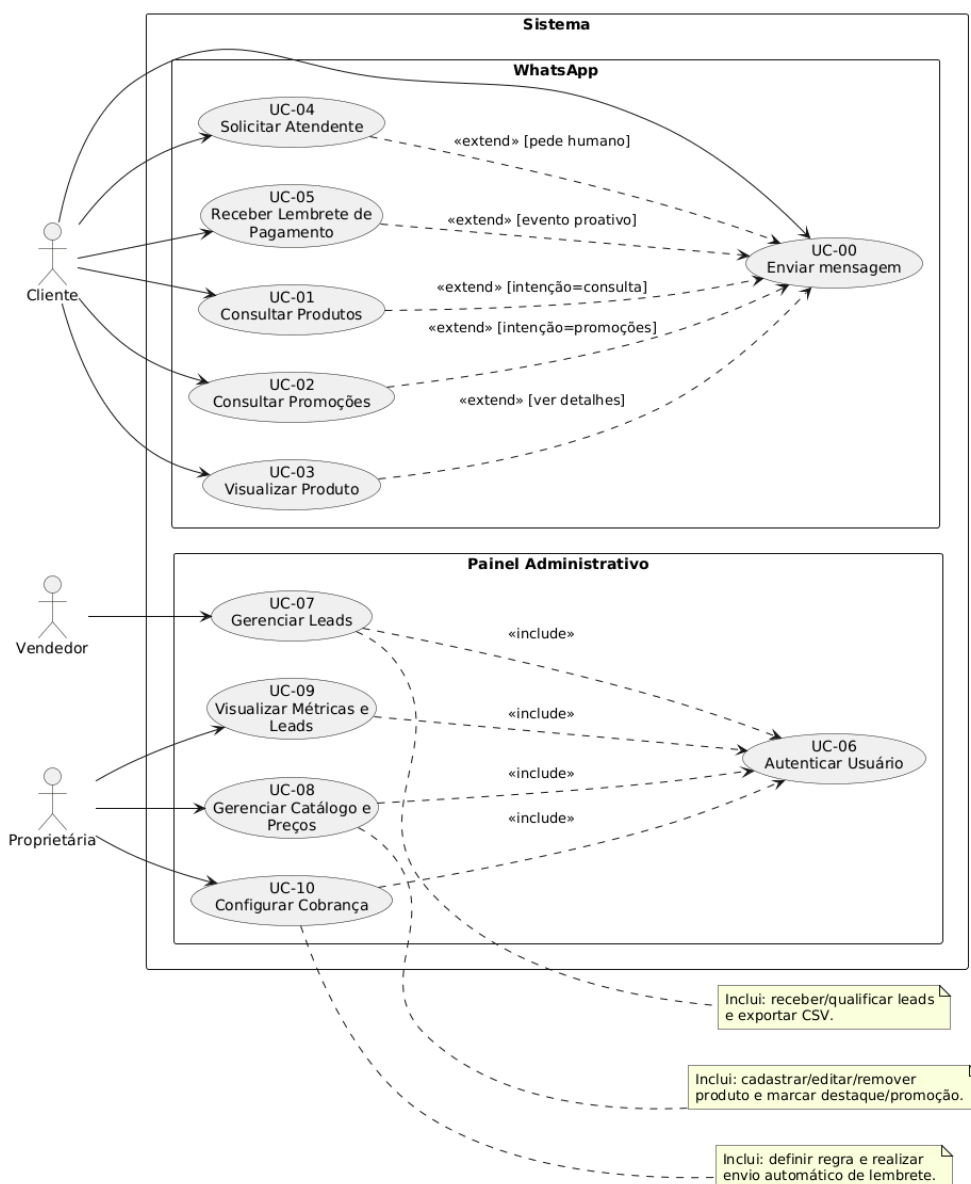 Sistema
WhatsApp
UC-04
Solicitar Atendente
«extend» [pede humano]
UC-05
Receber Lembrete de
Pagamento
«extend» [evento proativo]
UC-00
Enviar mensagem
Cliente
UC-01
Consultar Produtos
«extend» [intenção=consulta]
«extend» [intenção=promoções]
UC-02
Consultar Promoções
«extend» [ver detalhes]
UC-03
Visualizar Produto
Painel Administrativo
Vendedor
UC-07
Gerenciar Leads
«include»
UC-09
Visualizar Métricas e
Leads
«include»
UC-06
Autenticar Usuário
Proprietária
UC-08
Gerenciar Catálogo e
Preços
«include»
«include»
UC-10
Configurar Cobrança
Inclui: receber/qualificar leads
e exportar CSV.
Inclui: cadastrar/editar/remover
produto e marcar destaque/promoção.
Inclui: definir regra e realizar
envio automático de lembrete.